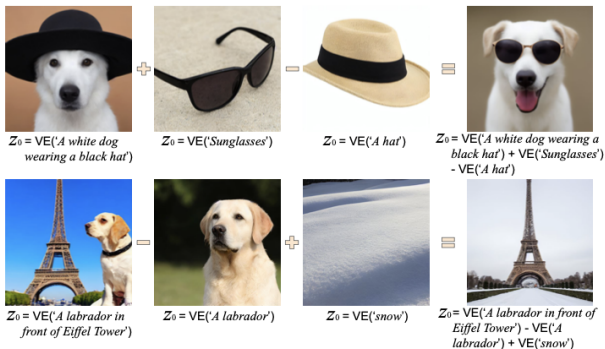 +
−
=
z₀ = VE('A white dog
wearing a black hat')
z₀ = VE('Sunglasses')
z₀ = VE('A hat')
z₀ = VE('A white dog wearing a
black hat') + VE('Sunglasses')
- VE('A hat')
−
+
=
z₀ = VE('A labrador in
front of Eiffel Tower')
z₀ = VE('A labrador')
z₀ = VE('snow')
z₀ = VE('A labrador in front of
Eiffel Tower') - VE('A
labrador') + VE('snow')